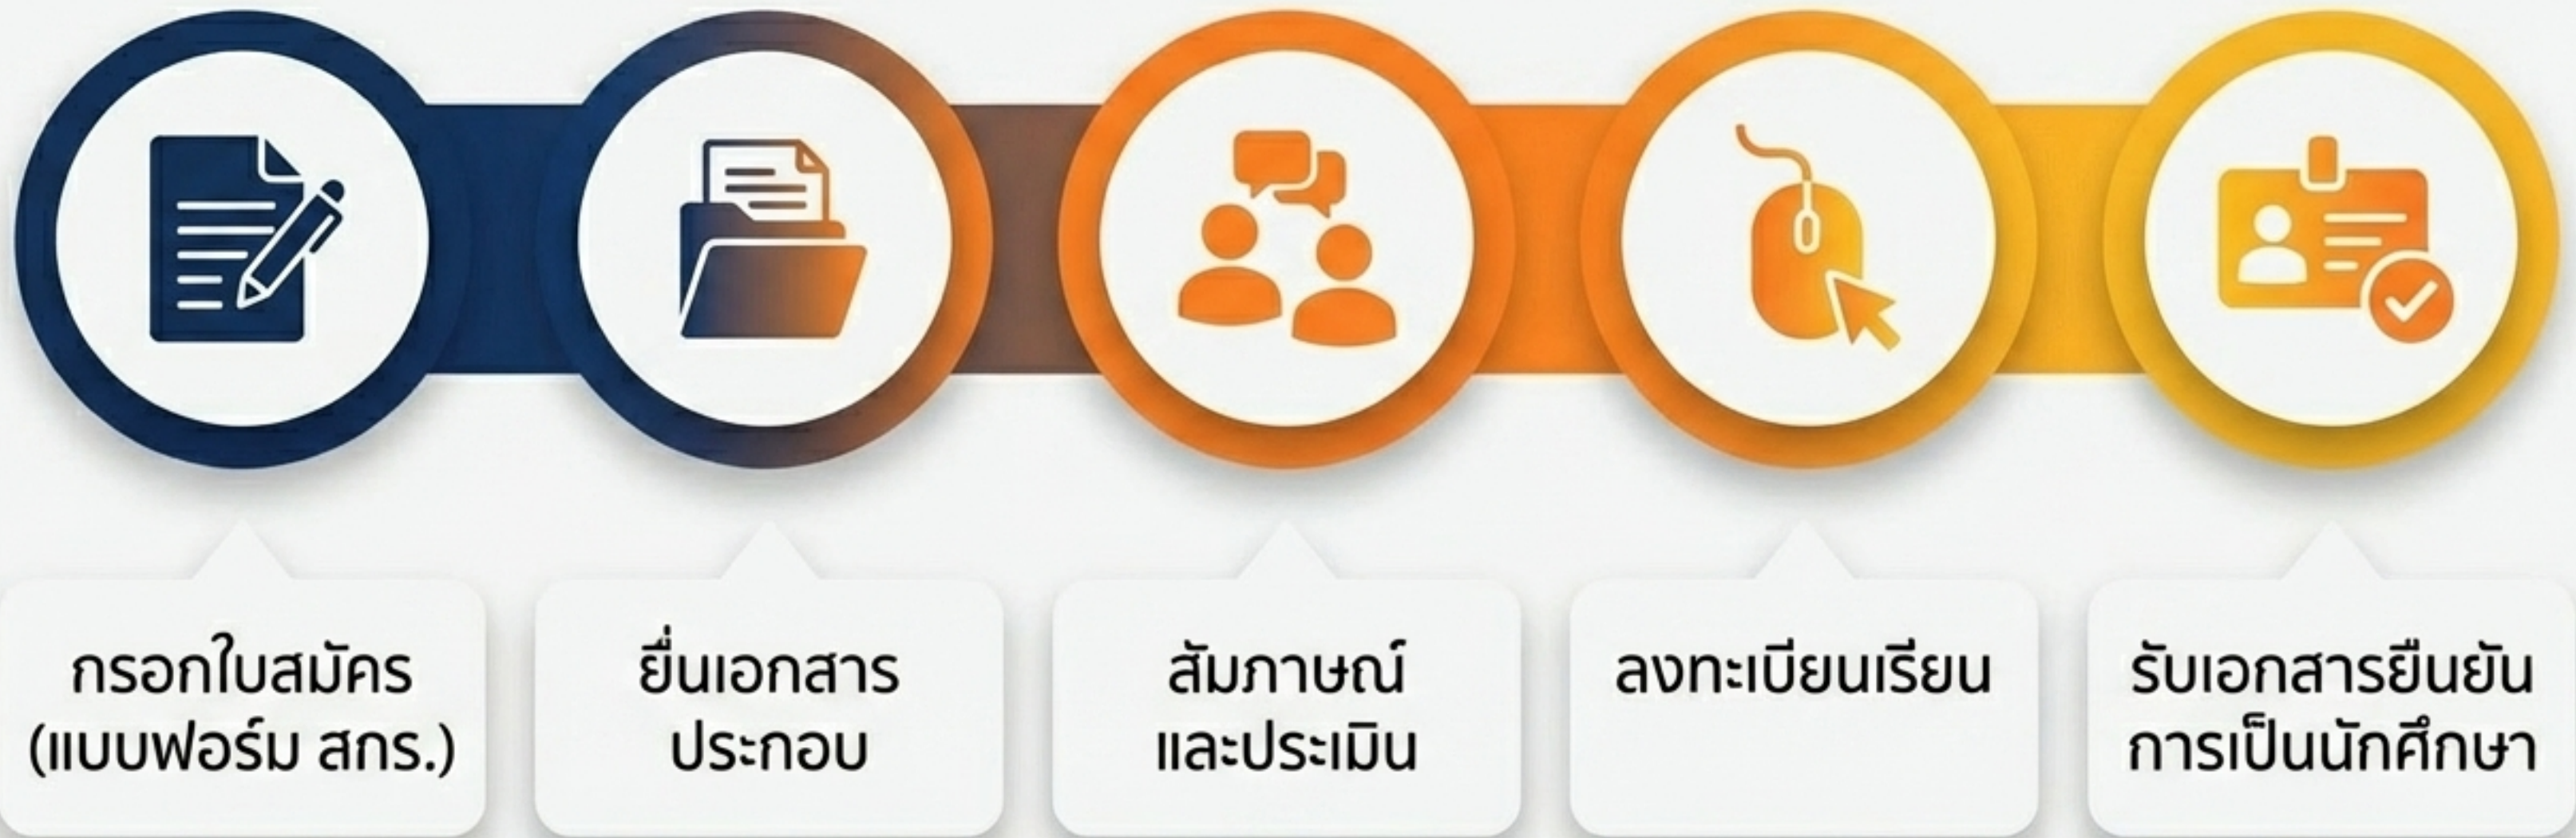 กรอกใบสมัคร
(แบบฟอร์ม สกร.)
ยื่นเอกสาร
ประกอบ
สัมภาษณ์
และประเมิน
ลงทะเบียนเรียน
รับเอกสารยืนยัน
การเป็นนักศึกษา